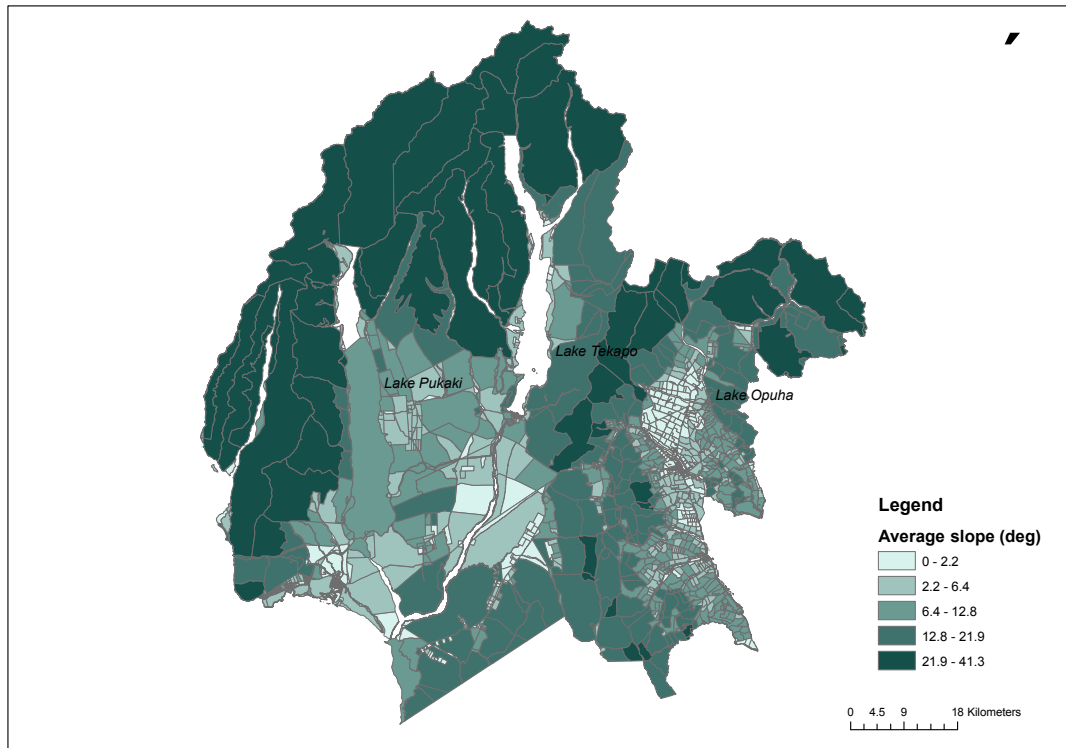 Lake Tekapo
Lake Pukaki
Lake Opuha
Legend
Average slope (deg)
0 - 2.2
2.2 - 6.4
6.4 - 12.8
12.8 - 21.9
21.9 - 41.3
0 4.5 9 18 Kilometers